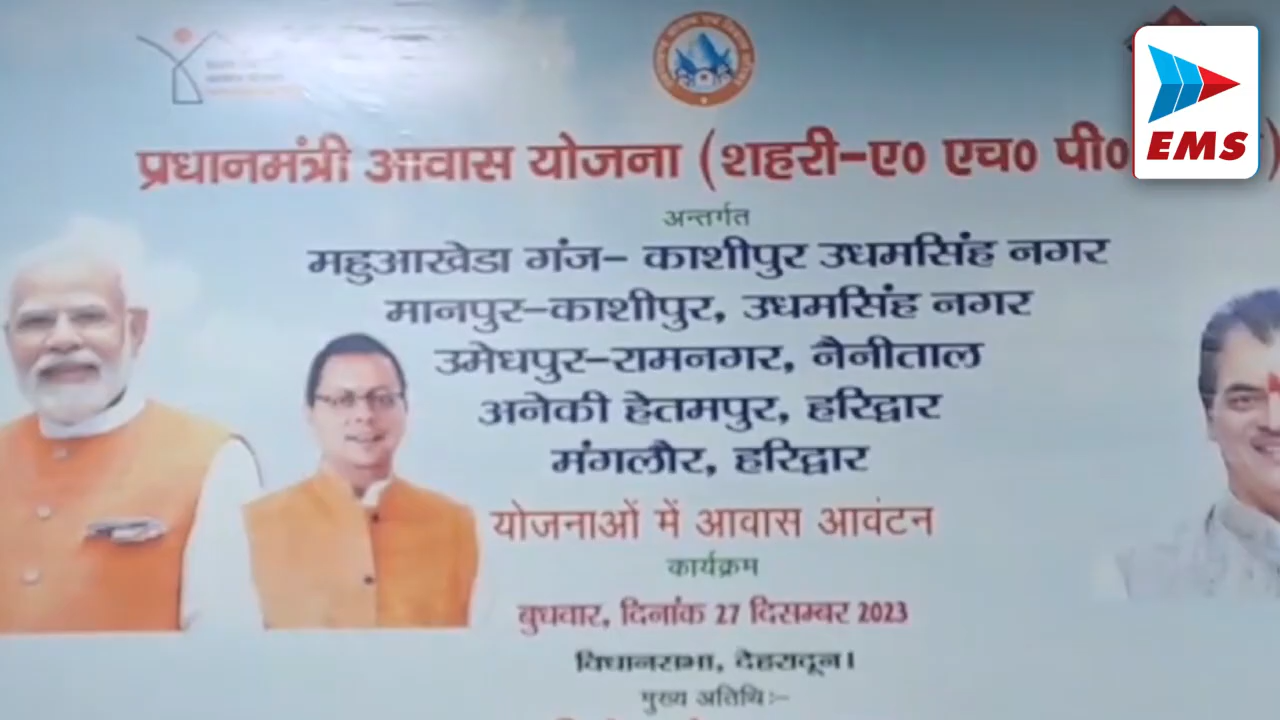 EMS
प्रधानमंत्री आवास योजना (शहरी-ए० एच० पी०
अन्तर्गत
महुआखेडा गंज- काशीपुर उधमसिंह नगर
मानपुर-काशीपुर, उधमसिंह नगर
उमेधपुर-रामनगर, नैनीताल
अनेकी हेतमपुर, हरिद्वार
मंगलौर, हरिद्वार
योजनाओं में आवास आवंटन
कार्यक्रम
बुधवार, दिनांक 27 दिसम्बर 2023
विधानसभा, देहरादून।
मुख्य अतिथि:-